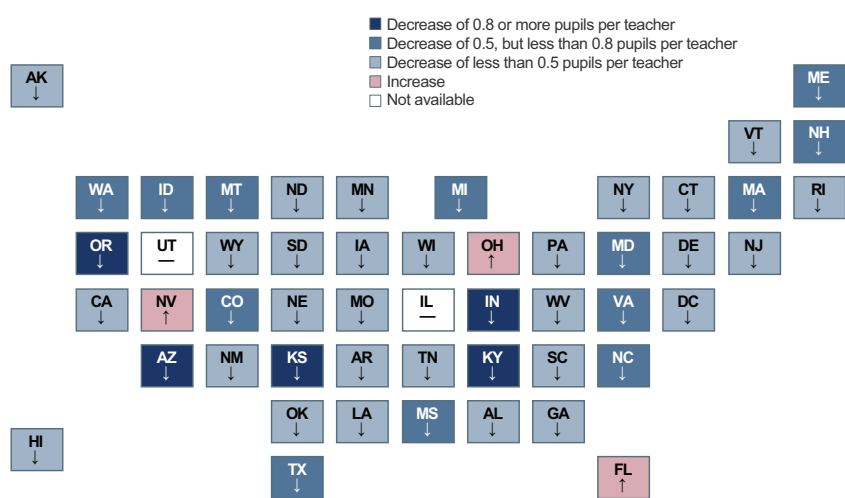 Decrease of 0.8 or more pupils per teacher
Decrease of 0.5, but less than 0.8 pupils per teacher
Decrease of less than 0.5 pupils per teacher
Increase
Not available
AK
↓
ME
↓
VT NH
↓ ↓
WA ID MT ND MN MI NY CT MA RI
↓ ↓ ↓ ↓ ↓ ↓ ↓ ↓ ↓ ↓
OR UT WY SD IA WI OH PA MD DE NJ
↓ — ↓ ↓ ↓ ↓ ↑ ↓ ↓ ↓ ↓
CA NV CO NE MO IL IN WV VA DC
↓ ↑ ↓ ↓ ↓ — ↓ ↓ ↓ ↓
AZ NM KS AR TN KY SC NC
↓ ↓ ↓ ↓ ↓ ↓ ↓ ↓
OK LA MS AL GA
↓ ↓ ↓ ↓ ↓
HI
↓
TX FL
↓ ↑